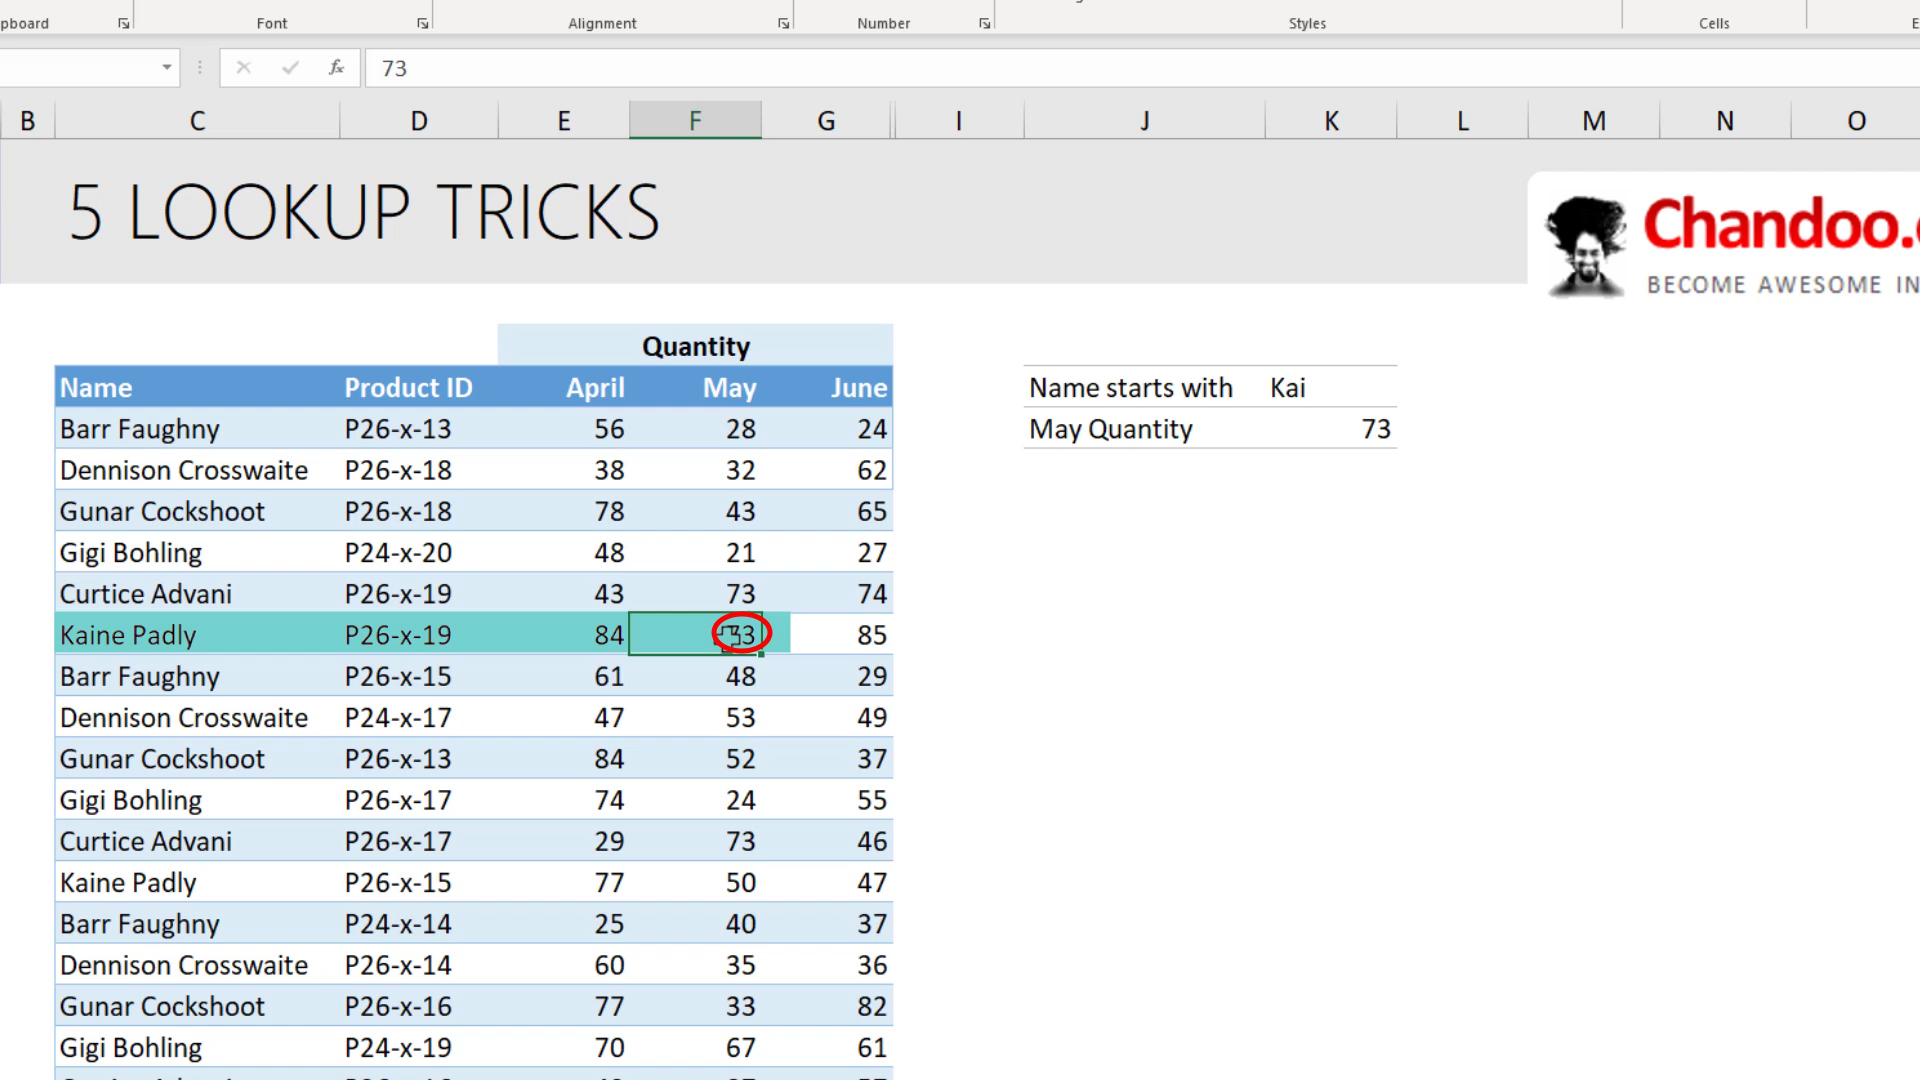 pboard Font Alignment Number Styles Cells E
fx 73
B C D E F G I J K L M N O
5 LOOKUP TRICKS
Chandoo.
BECOME AWESOME IN
Quantity
Name Product ID April May June
Name starts with Kai
Barr Faughny P26-x-13 56 28 24
May Quantity 73
Dennison Crosswaite P26-x-18 38 32 62
Gunar Cockshoot P26-x-18 78 43 65
Gigi Bohling P24-x-20 48 21 27
Curtice Advani P26-x-19 43 73 74
Kaine Padly P26-x-19 84 73 85
Barr Faughny P26-x-15 61 48 29
Dennison Crosswaite P24-x-17 47 53 49
Gunar Cockshoot P26-x-13 84 52 37
Gigi Bohling P26-x-17 74 24 55
Curtice Advani P26-x-17 29 73 46
Kaine Padly P26-x-15 77 50 47
Barr Faughny P24-x-14 25 40 37
Dennison Crosswaite P26-x-14 60 35 36
Gunar Cockshoot P26-x-16 77 33 82
Gigi Bohling P24-x-19 70 67 61